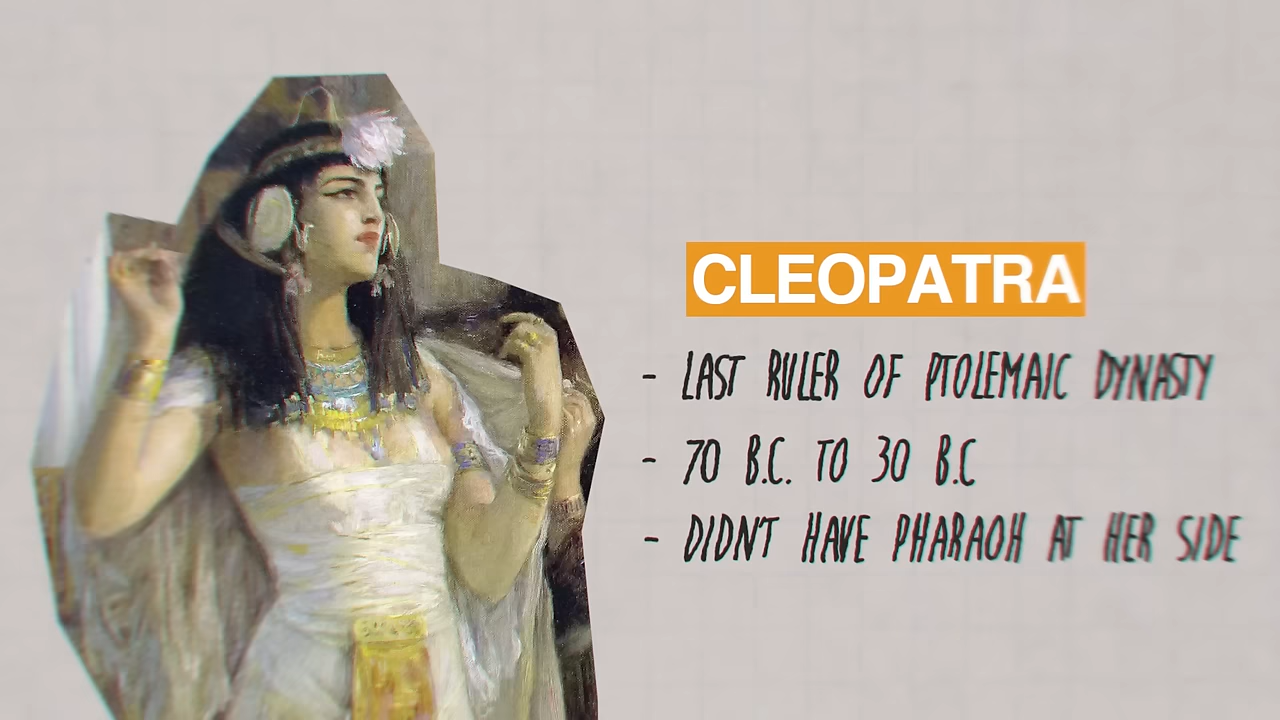 CLEOPATRA
- LAST RULER OF PTOLEMAIC DYNASTY
- 70 B.C. TO 30 B.C
- DIDN'T HAVE PHARAOH AT HER SIDE